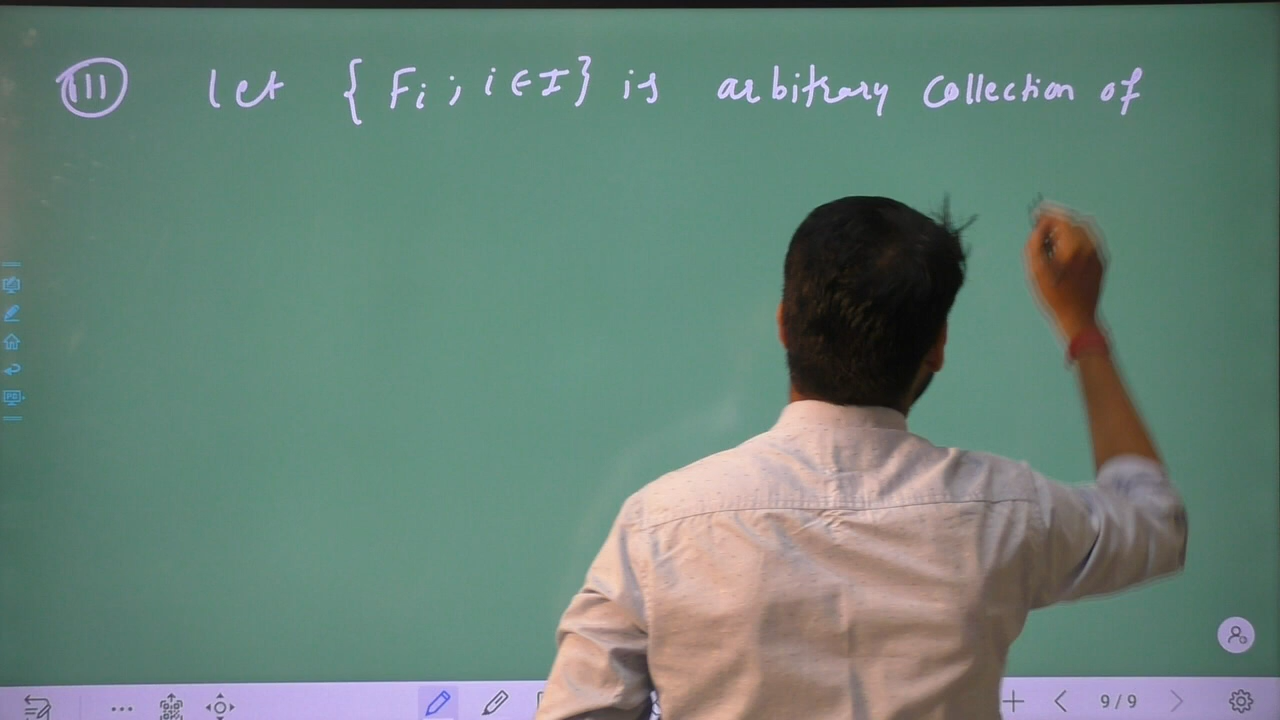 III let { Fi ; i ∈ I } is arbitrary collection of
9/9